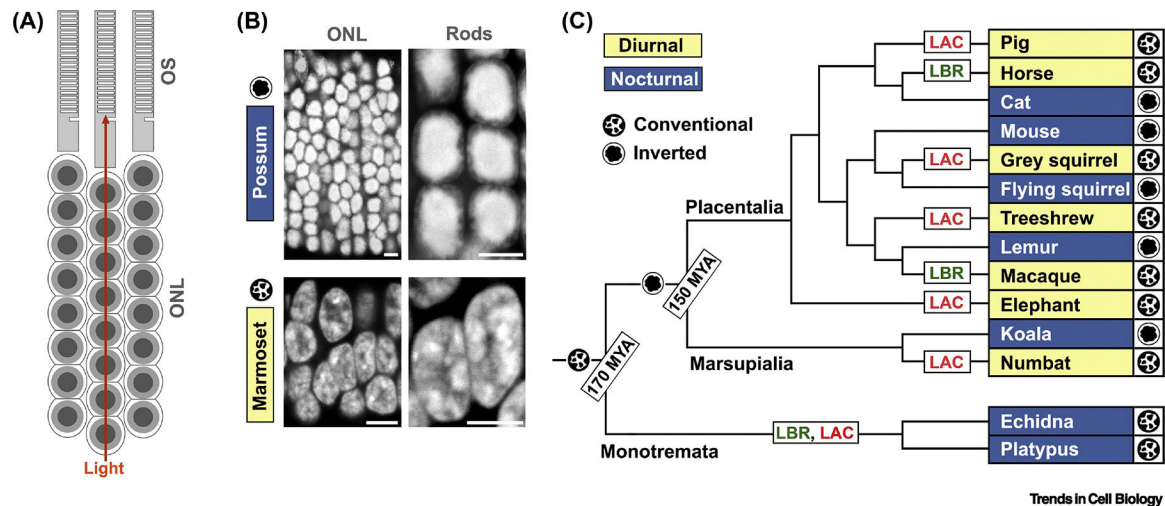 (A)
OS
ONL
Light
(B)
ONL
Rods
Possum
Marmoset
(C)
Diurnal
Nocturnal
Conventional
Inverted
Placentalia
Marsupialia
Monotremata
170 MYA
150 MYA
LAC
Pig
LBR
Horse
Cat
Mouse
LAC
Grey squirrel
Flying squirrel
LAC
Treeshrew
Lemur
LBR
Macaque
LAC
Elephant
Koala
LAC
Numbat
LBR, LAC
Echidna
Platypus
Trends in Cell Biology